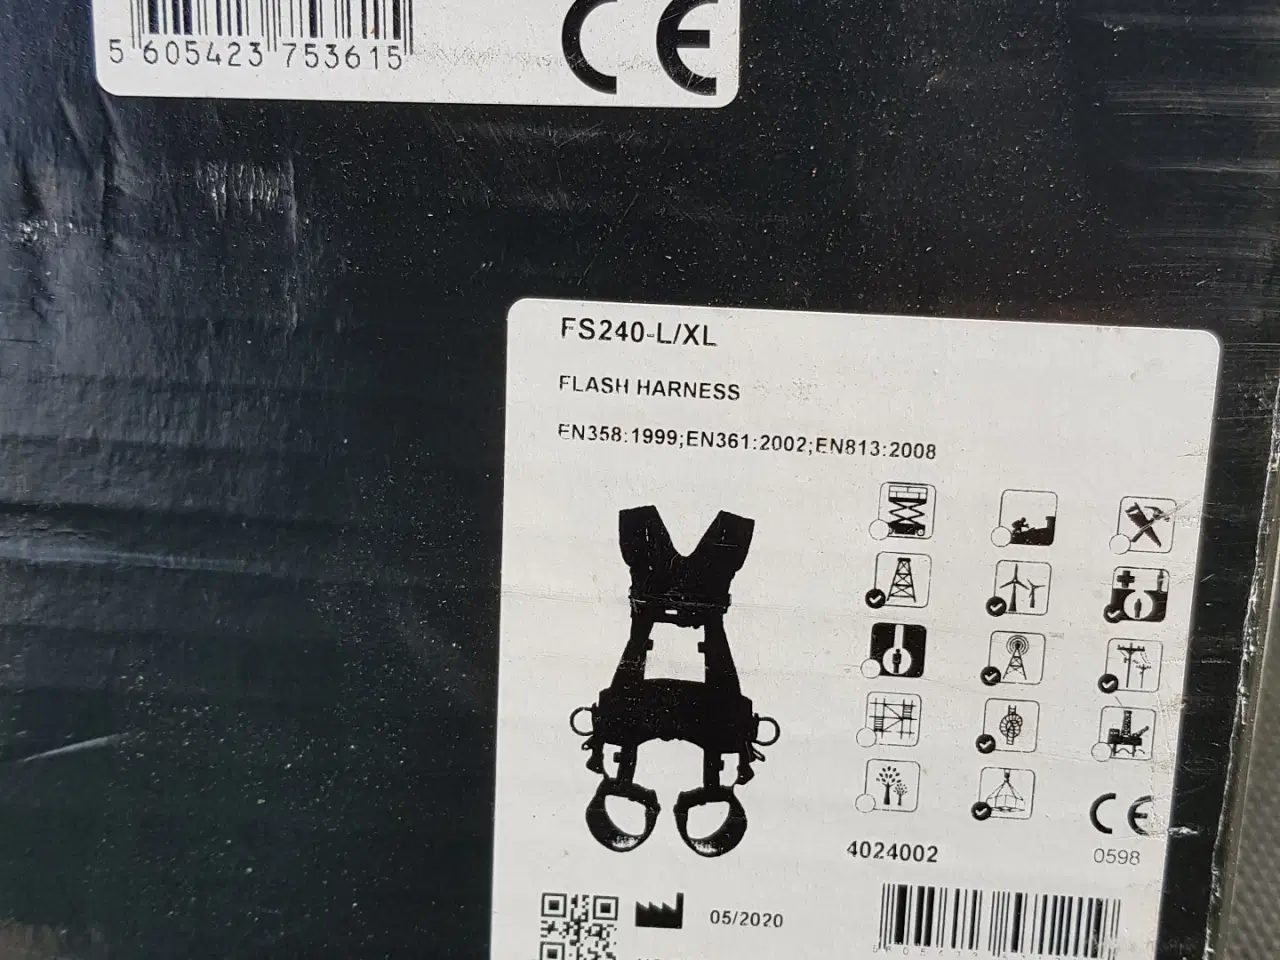 5 605423 753615
CE
FS240-L/XL
FLASH HARNESS
EN358:1999;EN361:2002;EN813:2008
CE
4024002
0598
05/2020